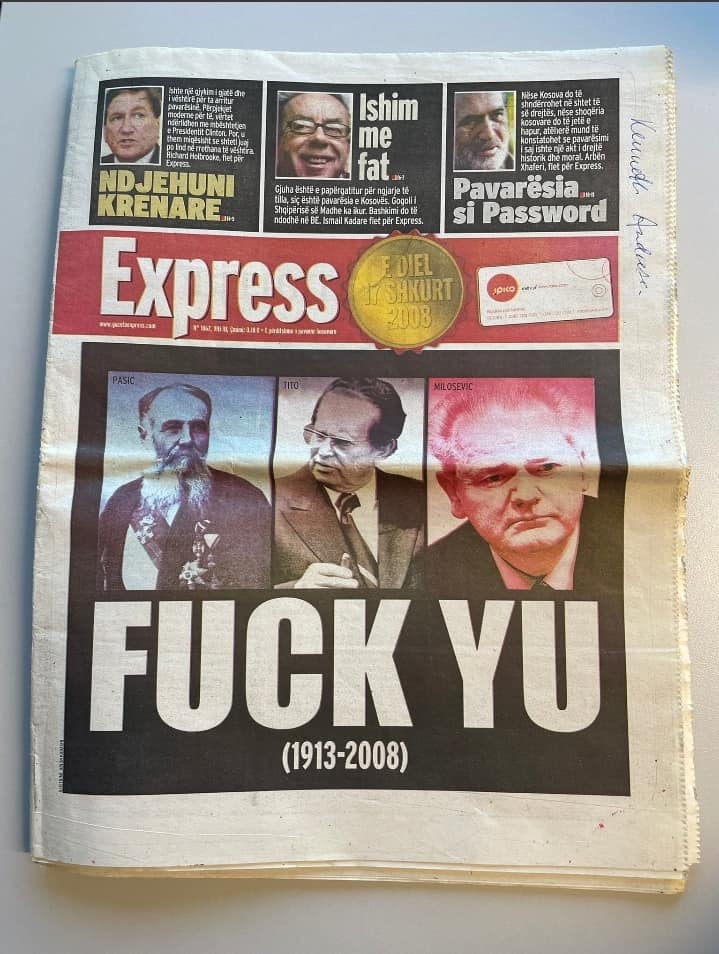 Ishte një gjykim i gjatë dhe
i vështirë për ta arritur
pavarësinë. Përpjekjet
moderne për të, vërtet
ndërlidhen me mbështetjen
e Presidentit Clinton. Por, u
them miqësisht se shteti juaj
po lind në rrethana të vështira.
Richard Holbrooke, flet për
Express.
NDJEHUNI
KRENARE
Ishim
me
fat
Gjuha është e papërgatitur për ngjarje të
tilla, siç është pavarësia e Kosovës. Gogoli i
Shqipërisë së Madhe ka ikur. Bashkimi do të
ndodhë në BE. Ismail Kadare flet për Express.
Nëse Kosova do të
shndërrohet në shtet të
së drejtës, nëse shoqëria
kosovare do të jetë e
hapur, atëherë mund të
konstatohet se pavarësimi
i saj ishte një akt i drejtë
historik dhe moral. Arbën
Xhaferi, flet për Express.
Pavarësia
si Password
Kenneth
Express
www.gazetaexpress.com
E DIEL
17 SHKURT
2008
ipko
PASIC
TITO
MILOSEVIC
FUCK YU
(1913-2008)